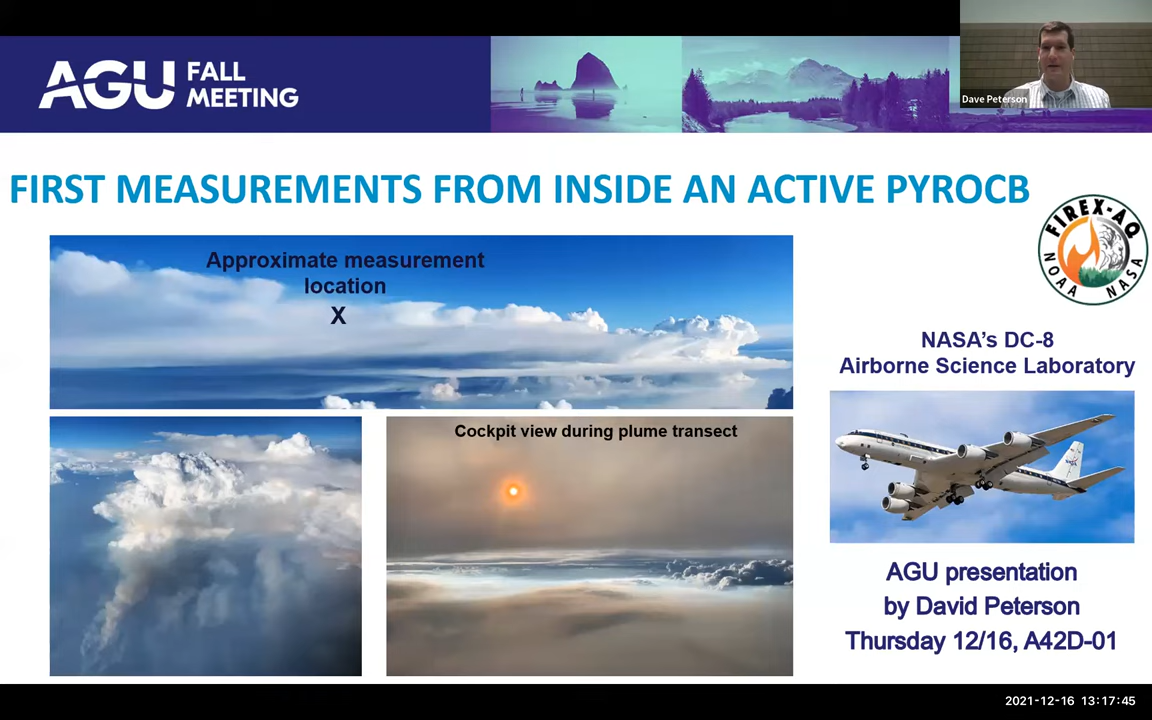 AGU FALL
MEETING
Dave Peterson
FIRST MEASUREMENTS FROM INSIDE AN ACTIVE PYROCB
FIREX-AQ
NOAA NASA
Approximate measurement
location
X
NASA's DC-8
Airborne Science Laboratory
Cockpit view during plume transect
NASA
AGU presentation
by David Peterson
Thursday 12/16, A42D-01
2021-12-16 13:17:45